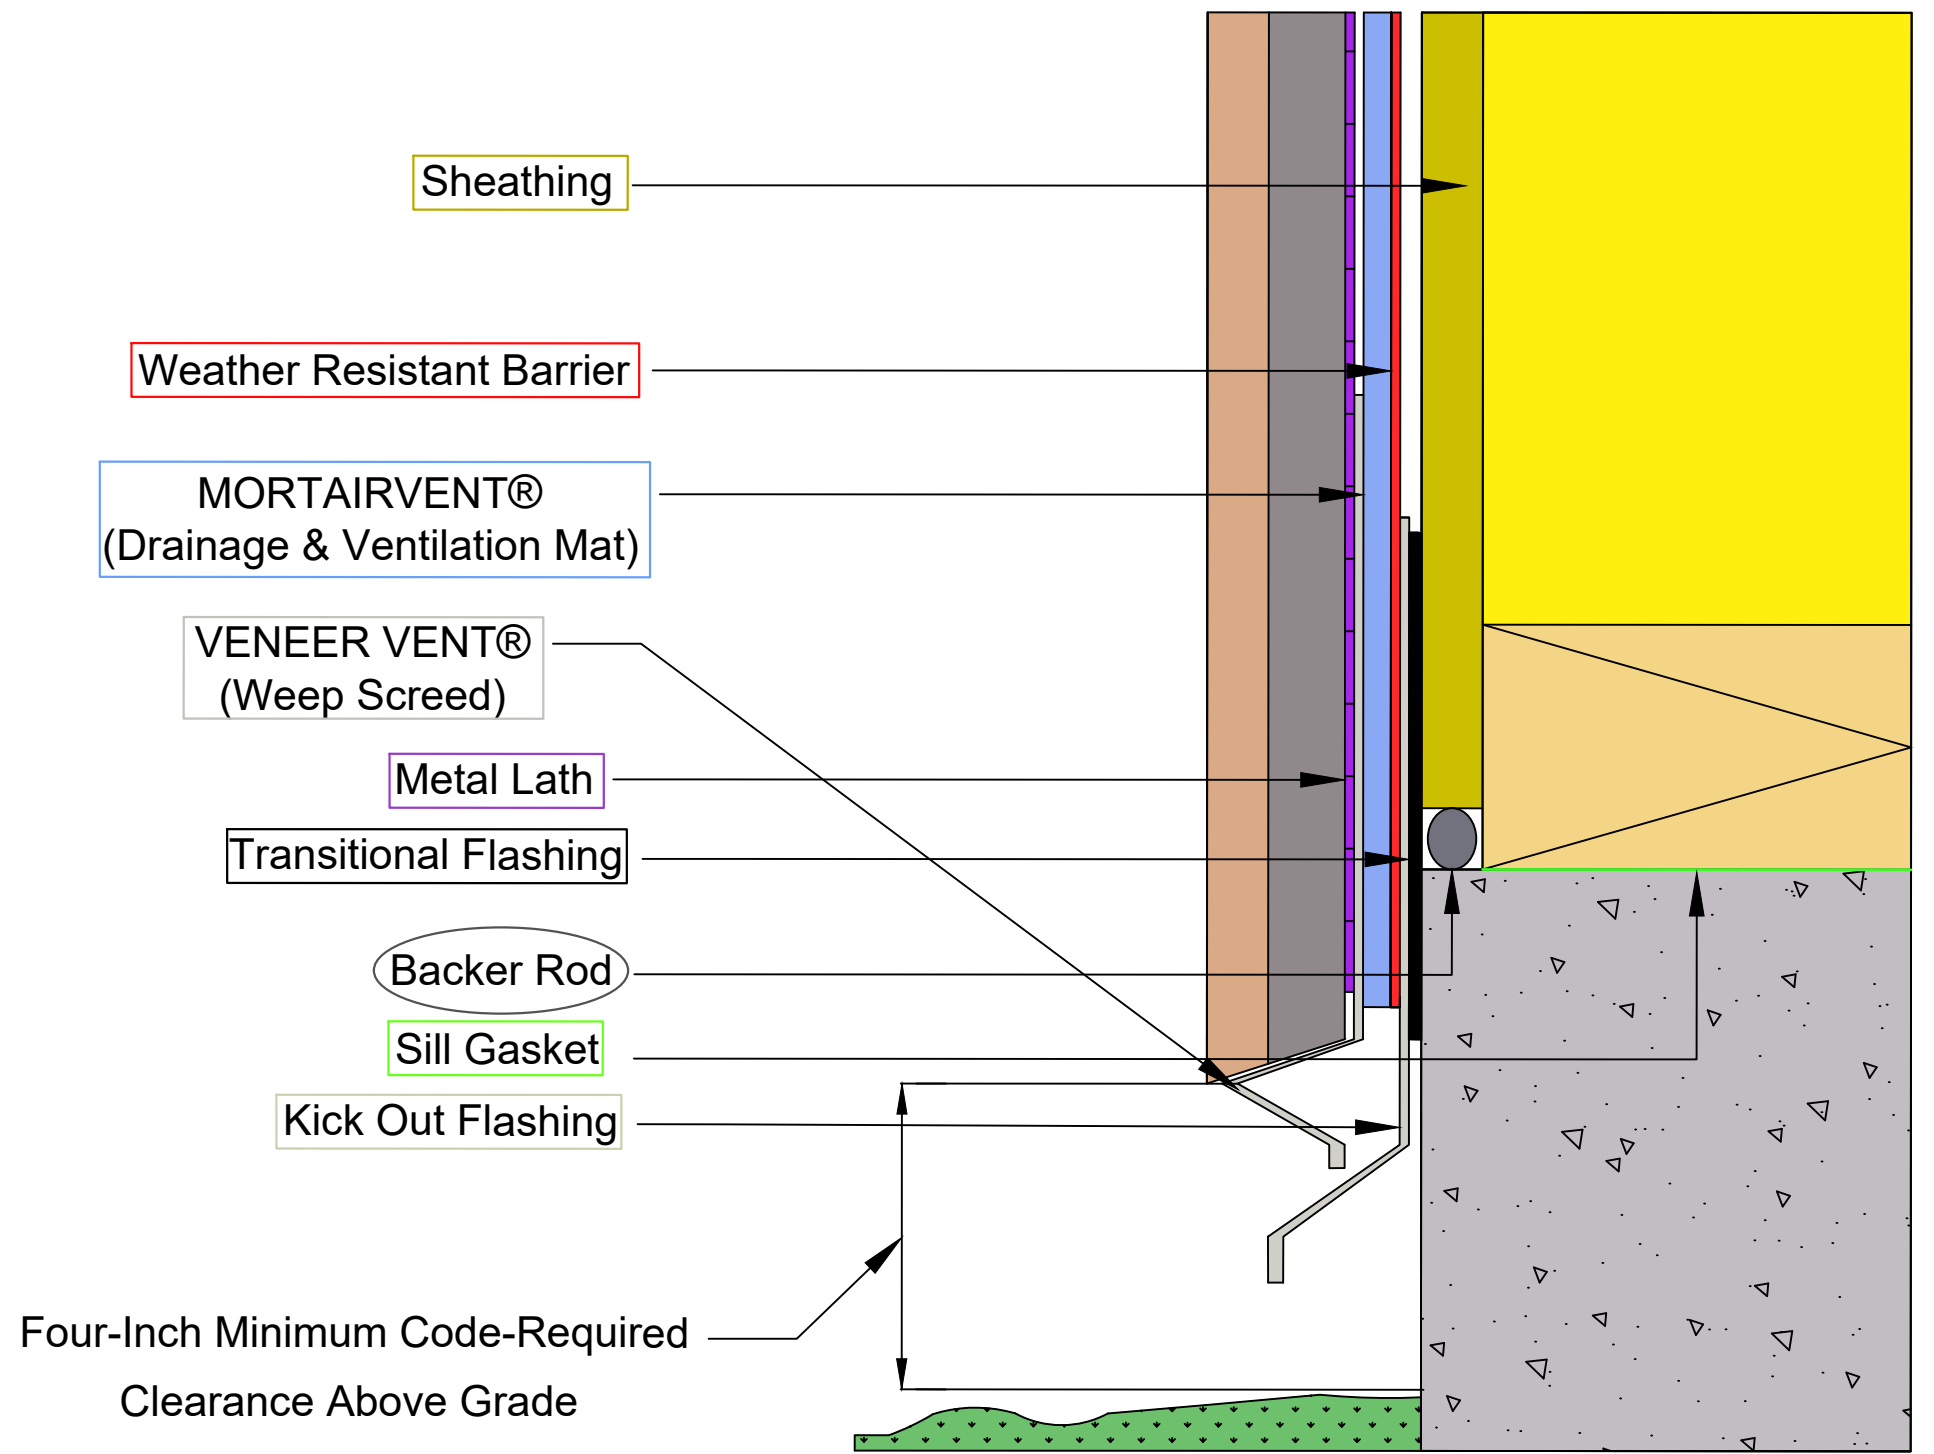 Sheathing
Weather Resistant Barrier
MORTAIRVENT®
(Drainage & Ventilation Mat)
VENEER VENT®
(Weep Screed)
Metal Lath
Transitional Flashing
Backer Rod
Sill Gasket
Kick Out Flashing
Four-Inch Minimum Code-Required
Clearance Above Grade